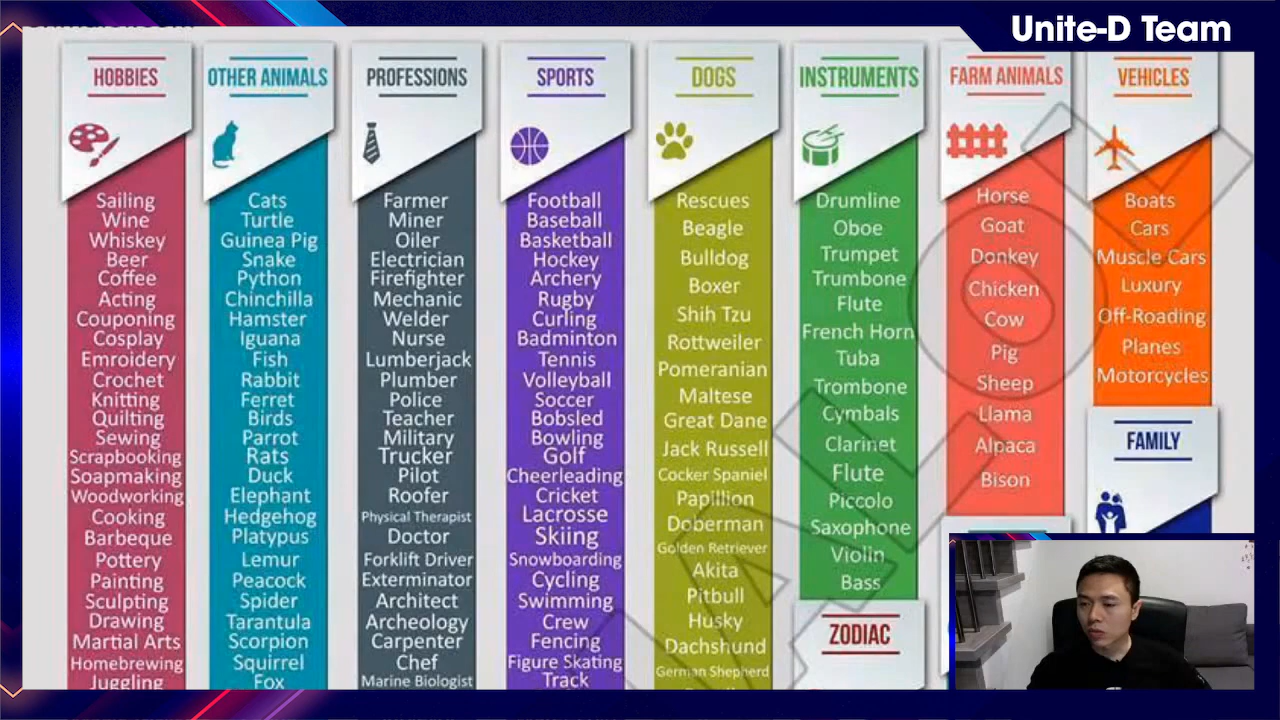 Unite-D Team
HOBBIES
Sailing
Wine
Whiskey
Beer
Coffee
Acting
Couponing
Cosplay
Emroidery
Crochet
Knitting
Quilting
Sewing
Scrapbooking
Soapmaking
Woodworking
Cooking
Barbeque
Pottery
Painting
Sculpting
Drawing
Martial Arts
Homebrewing
Juggling
OTHER ANIMALS
Cats
Turtle
Guinea Pig
Snake
Python
Chinchilla
Hamster
Iguana
Fish
Rabbit
Ferret
Birds
Parrot
Rats
Duck
Elephant
Hedgehog
Platypus
Lemur
Peacock
Spider
Tarantula
Scorpion
Squirrel
Fox
PROFESSIONS
Farmer
Miner
Oiler
Electrician
Firefighter
Mechanic
Welder
Nurse
Lumberjack
Plumber
Police
Teacher
Military
Trucker
Pilot
Roofer
Physical Therapist
Doctor
Forklift Driver
Exterminator
Architect
Archeology
Carpenter
Chef
Marine Biologist
SPORTS
Football
Baseball
Basketball
Hockey
Archery
Rugby
Curling
Badminton
Tennis
Volleyball
Soccer
Bobsled
Bowling
Golf
Cheerleading
Cricket
Lacrosse
Skiing
Snowboarding
Cycling
Swimming
Crew
Fencing
Figure Skating
Track
DOGS
Rescues
Beagle
Bulldog
Boxer
Shih Tzu
Rottweiler
Pomeranian
Maltese
Great Dane
Jack Russell
Cocker Spaniel
Papillion
Doberman
Golden Retriever
Akita
Pitbull
Husky
Dachshund
German Shepherd
INSTRUMENTS
Drumline
Oboe
Trumpet
Trumbone
Flute
French Horn
Tuba
Trombone
Cymbals
Clarinet
Flute
Piccolo
Saxophone
Violin
Bass
ZODIAC
FARM ANIMALS
Horse
Goat
Donkey
Chicken
Cow
Pig
Sheep
Llama
Alpaca
Bison
VEHICLES
Boats
Cars
Muscle Cars
Luxury
Off-Roading
Planes
Motorcycles
FAMILY